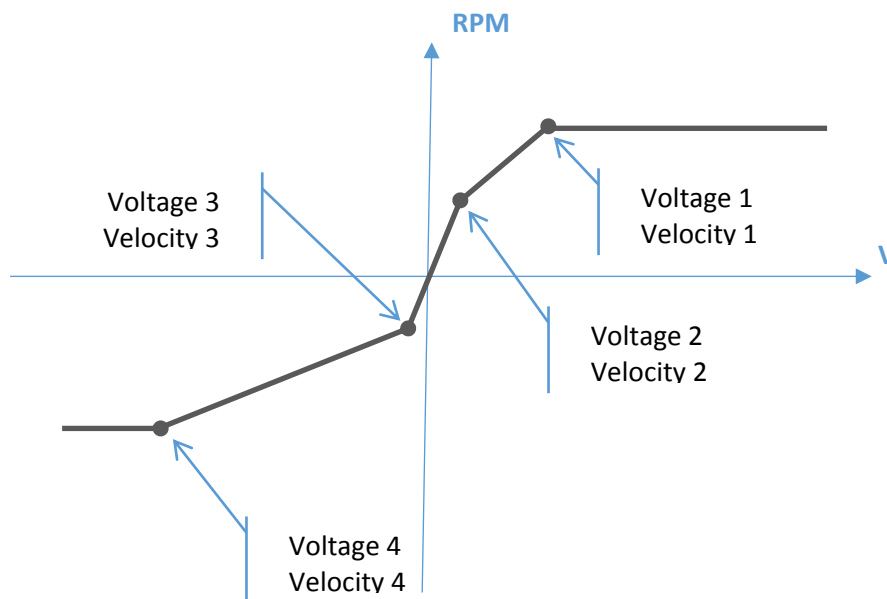 RPM
Voltage 3
Velocity 3
Voltage 1
Velocity 1
V
Voltage 2
Velocity 2
Voltage 4
Velocity 4